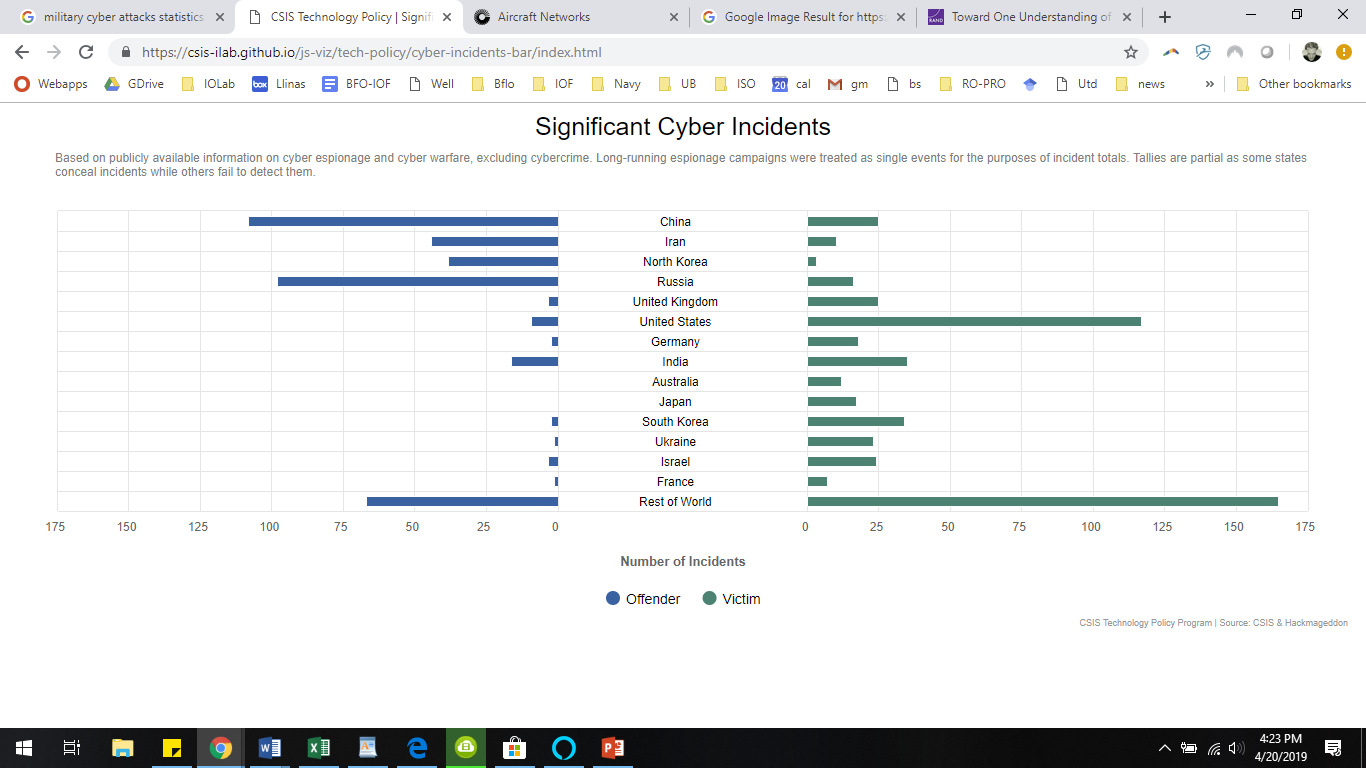 military cyber attacks statistics
CSIS Technology Policy | Signifi
Aircraft Networks
Google Image Result for https:
Toward One Understanding of
https://csis-ilab.github.io/js-viz/tech-policy/cyber-incidents-bar/index.html
Webapps GDrive IOLab box Llinas BFO-IOF Well Bflo IOF Navy UB ISO 20 cal gm bs RO-PRO Utd news » Other bookmarks
Significant Cyber Incidents
Based on publicly available information on cyber espionage and cyber warfare, excluding cybercrime. Long-running espionage campaigns were treated as single events for the purposes of incident totals. Tallies are partial as some states
conceal incidents while others fail to detect them.
China
Iran
North Korea
Russia
United Kingdom
United States
Germany
India
Australia
Japan
South Korea
Ukraine
Israel
France
Rest of World
175 150 125 100 75 50 25 0 0 25 50 75 100 125 150 175
Number of Incidents
Offender Victim
CSIS Technology Policy Program | Source: CSIS & Hackmageddon
4:23 PM
4/20/2019